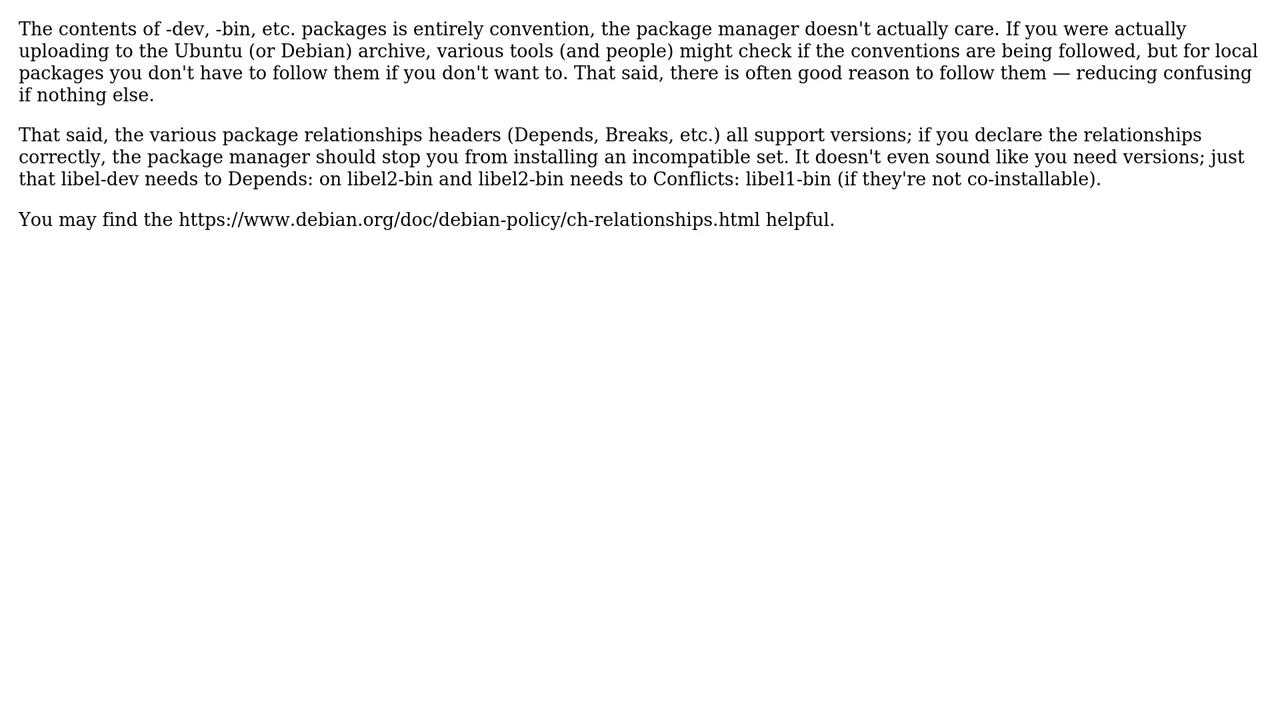 The contents of -dev, -bin, etc. packages is entirely convention, the package manager doesn't actually care. If you were actually
uploading to the Ubuntu (or Debian) archive, various tools (and people) might check if the conventions are being followed, but for local
packages you don't have to follow them if you don't want to. That said, there is often good reason to follow them — reducing confusing
if nothing else.
That said, the various package relationships headers (Depends, Breaks, etc.) all support versions; if you declare the relationships
correctly, the package manager should stop you from installing an incompatible set. It doesn't even sound like you need versions; just
that libel-dev needs to Depends: on libel2-bin and libel2-bin needs to Conflicts: libel1-bin (if they're not co-installable).
You may find the https://www.debian.org/doc/debian-policy/ch-relationships.html helpful.